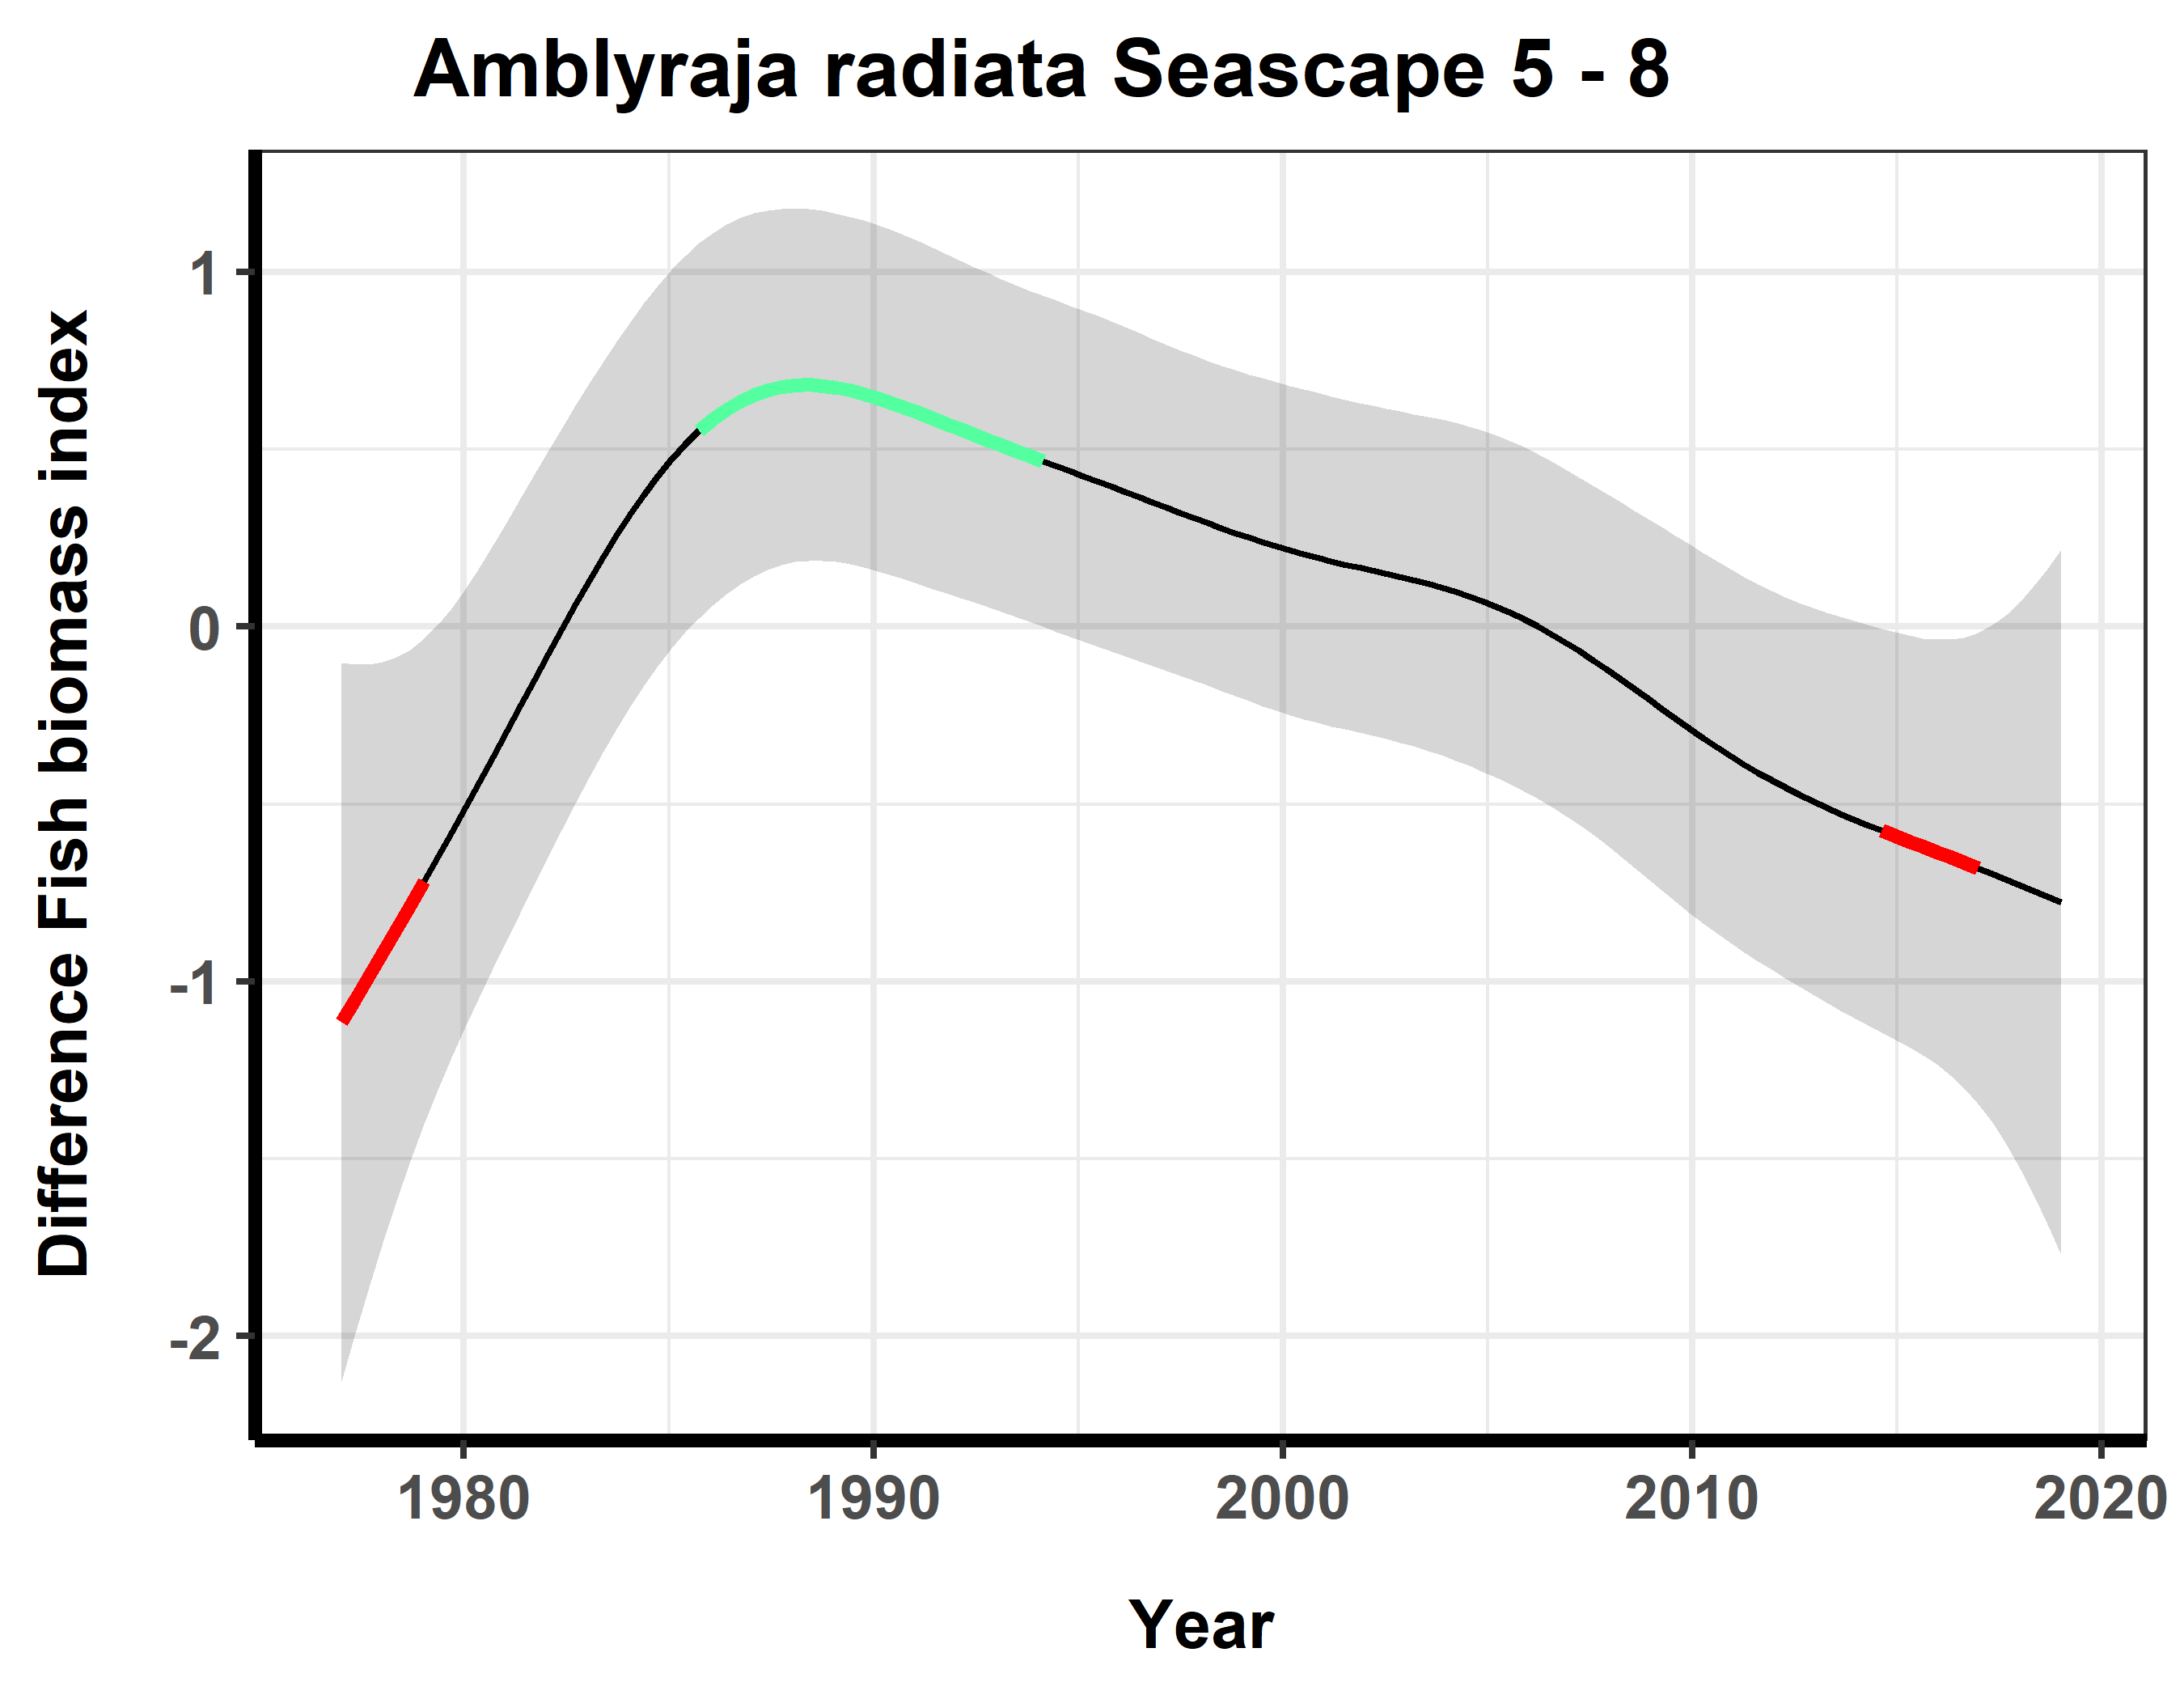 Amblyraja radiata Seascape 5 - 8
Difference Fish biomass index
1
0
-1
-2
1980 1990 2000 2010 2020
Year